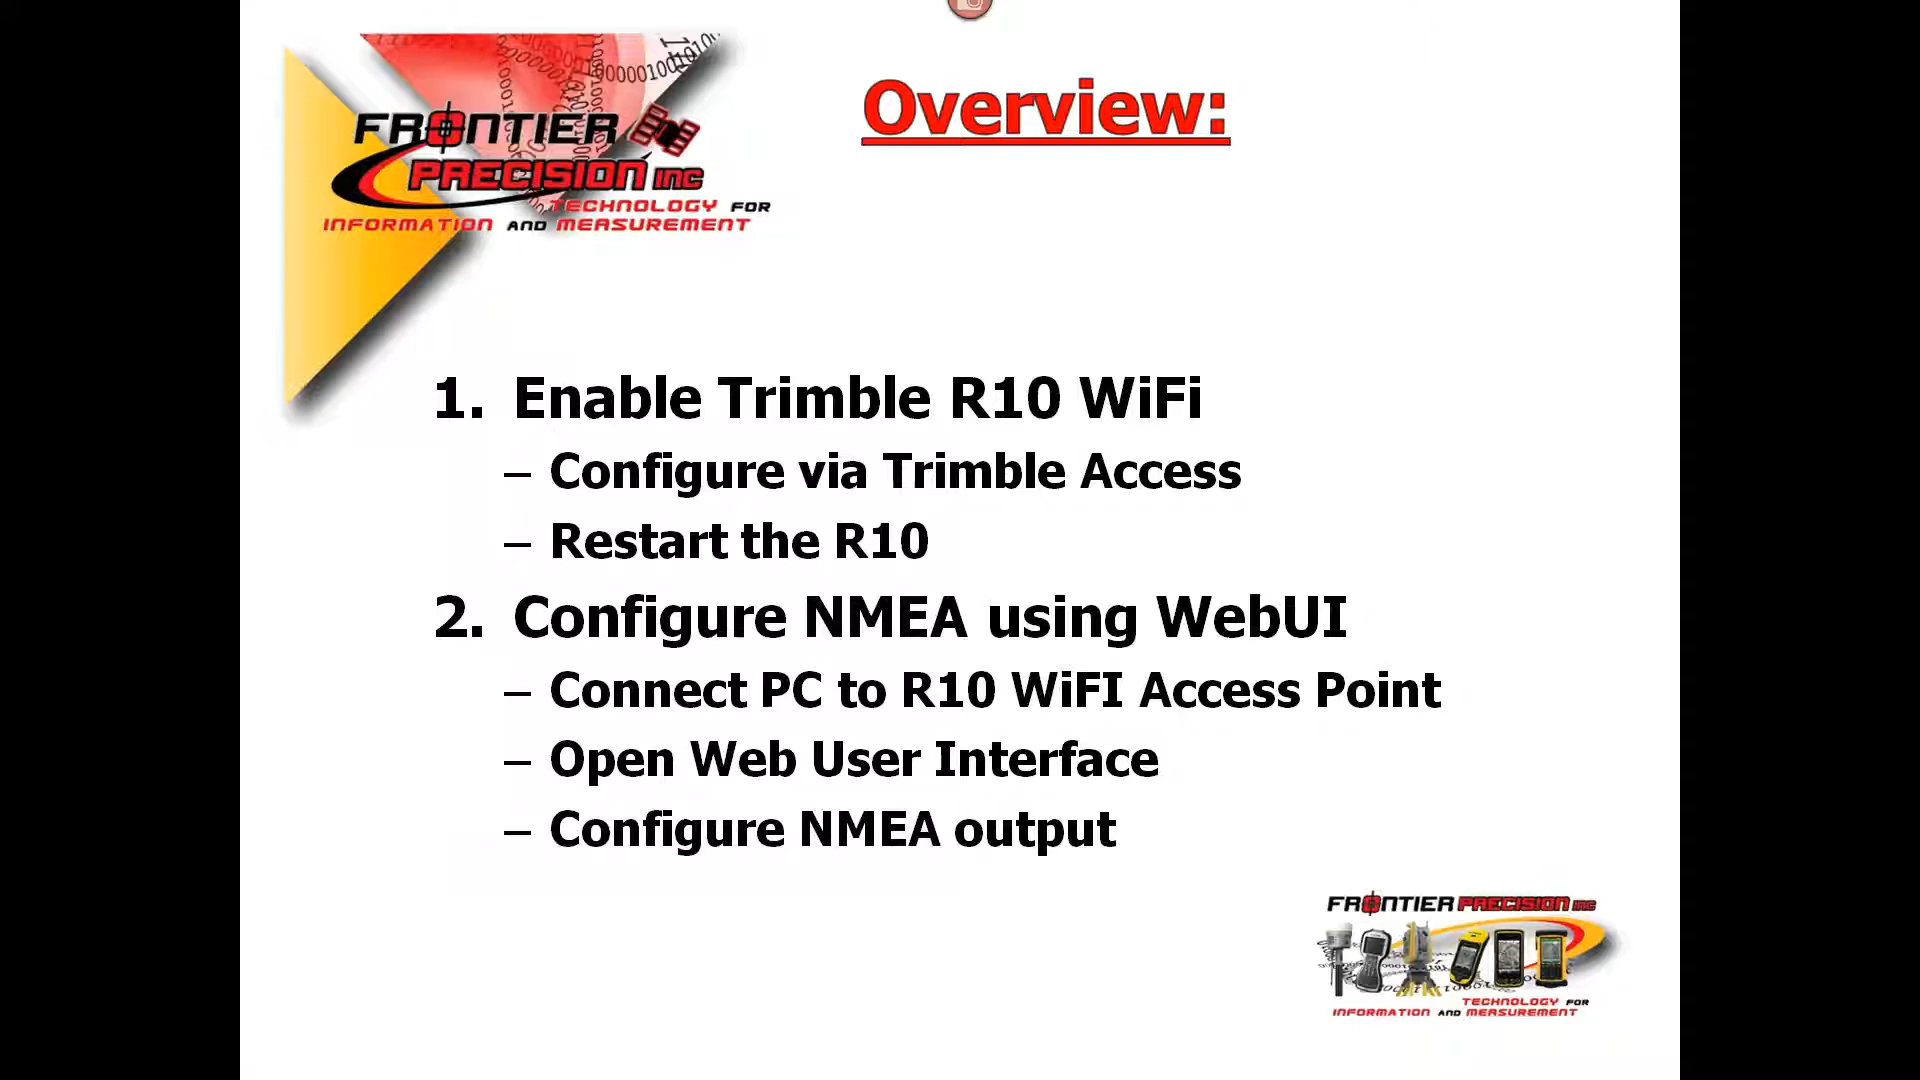 FRONTIER
PRECISION INC
TECHNOLOGY FOR
INFORMATION AND MEASUREMENT
Overview:
1. Enable Trimble R10 WiFi
– Configure via Trimble Access
– Restart the R10
2. Configure NMEA using WebUI
– Connect PC to R10 WiFI Access Point
– Open Web User Interface
– Configure NMEA output
FRONTIER PRECISION INC
TECHNOLOGY FOR
INFORMATION AND MEASUREMENT